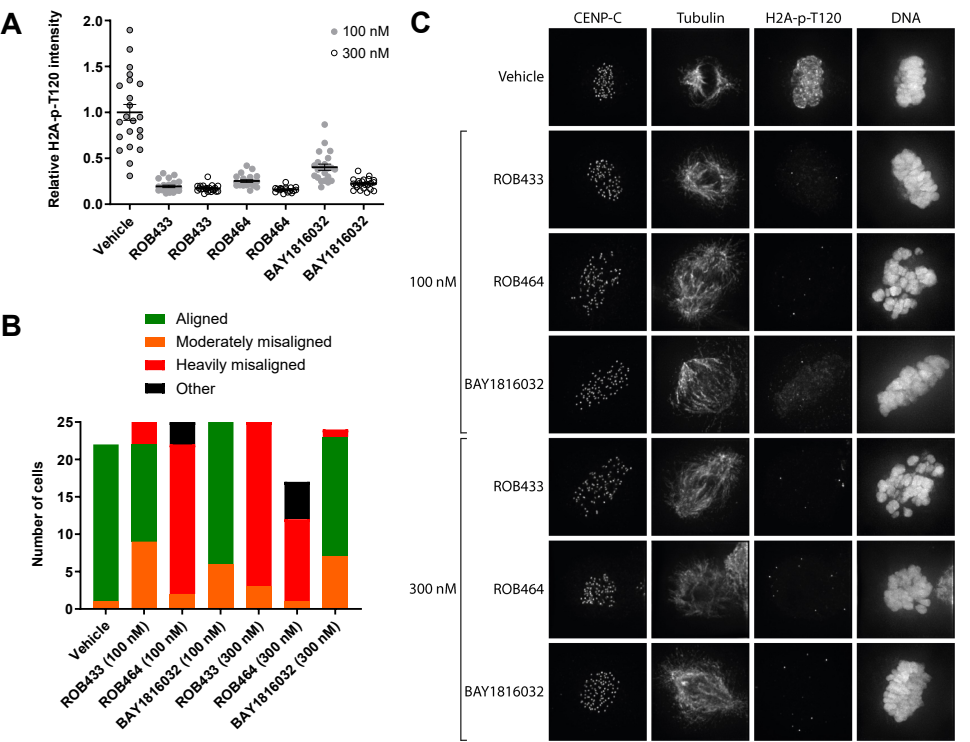 A
Relative H2A-p-T120 intensity
2.0
1.5
1.0
0.5
0.0
100 nM
300 nM
Vehicle
ROB433
ROB433
ROB464
ROB464
BAY1816032
BAY1816032
B
Aligned
Moderately misaligned
Heavily misaligned
Other
Number of cells
25
20
15
10
5
0
Vehicle
ROB433 (100 nM)
ROB464 (100 nM)
BAY1816032 (100 nM)
ROB433 (300 nM)
ROB464 (300 nM)
BAY1816032 (300 nM)
C
CENP-C Tubulin H2A-p-T120 DNA
Vehicle
100 nM
ROB433
ROB464
BAY1816032
300 nM
ROB433
ROB464
BAY1816032